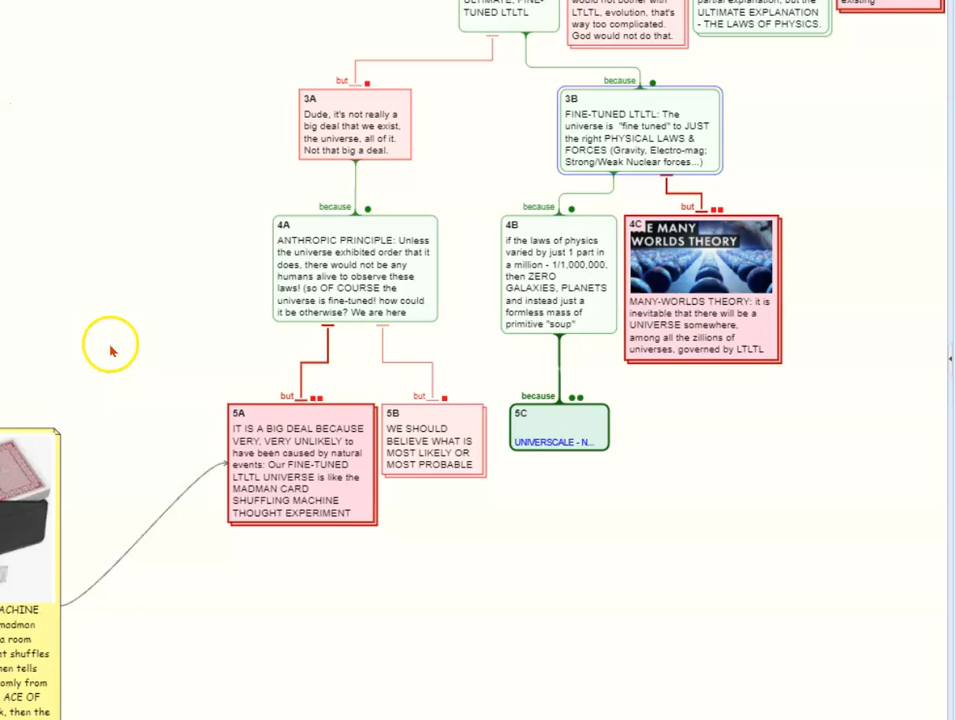 ULTIMATE, FINE-
TUNED LTLTL
would not bother with
LTLTL, evolution, that's
way too complicated.
God would not do that.
partial explanation, but the
ULTIMATE EXPLANATION
- THE LAWS OF PHYSICS.
existing
but
because
3A
Dude, it's not really a
big deal that we exist,
the universe, all of it.
Not that big a deal.
3B
FINE-TUNED LTLTL: The
universe is "fine tuned" to JUST
the right PHYSICAL LAWS &
FORCES (Gravity, Electro-mag;
Strong/Weak Nuclear forces...)
because
because
but
4A
ANTHROPIC PRINCIPLE: Unless
the universe exhibited order that it
does, there would not be any
humans alive to observe these
laws! (so OF COURSE the
universe is fine-tuned! how could
it be otherwise? We are here
4B
if the laws of physics
varied by just 1 part in
a million - 1/1,000,000,
then ZERO
GALAXIES, PLANETS
and instead just a
formless mass of
primitive "soup"
4C
THE MANY
WORLDS THEORY
MANY-WORLDS THEORY: it is
inevitable that there will be a
UNIVERSE somewhere,
among all the zillions of
universes, governed by LTLTL
but
but
because
5A
IT IS A BIG DEAL BECAUSE
VERY, VERY UNLIKELY to
have been caused by natural
events: Our FINE-TUNED
LTLTL UNIVERSE is like the
MADMAN CARD
SHUFFLING MACHINE
THOUGHT EXPERIMENT
5B
WE SHOULD
BELIEVE WHAT IS
MOST LIKELY OR
MOST PROBABLE
5C
UNIVERSCALE - N...
ACHINE
madman
a room
at shuffles
hen tells
omly from
ACE OF
k, then the